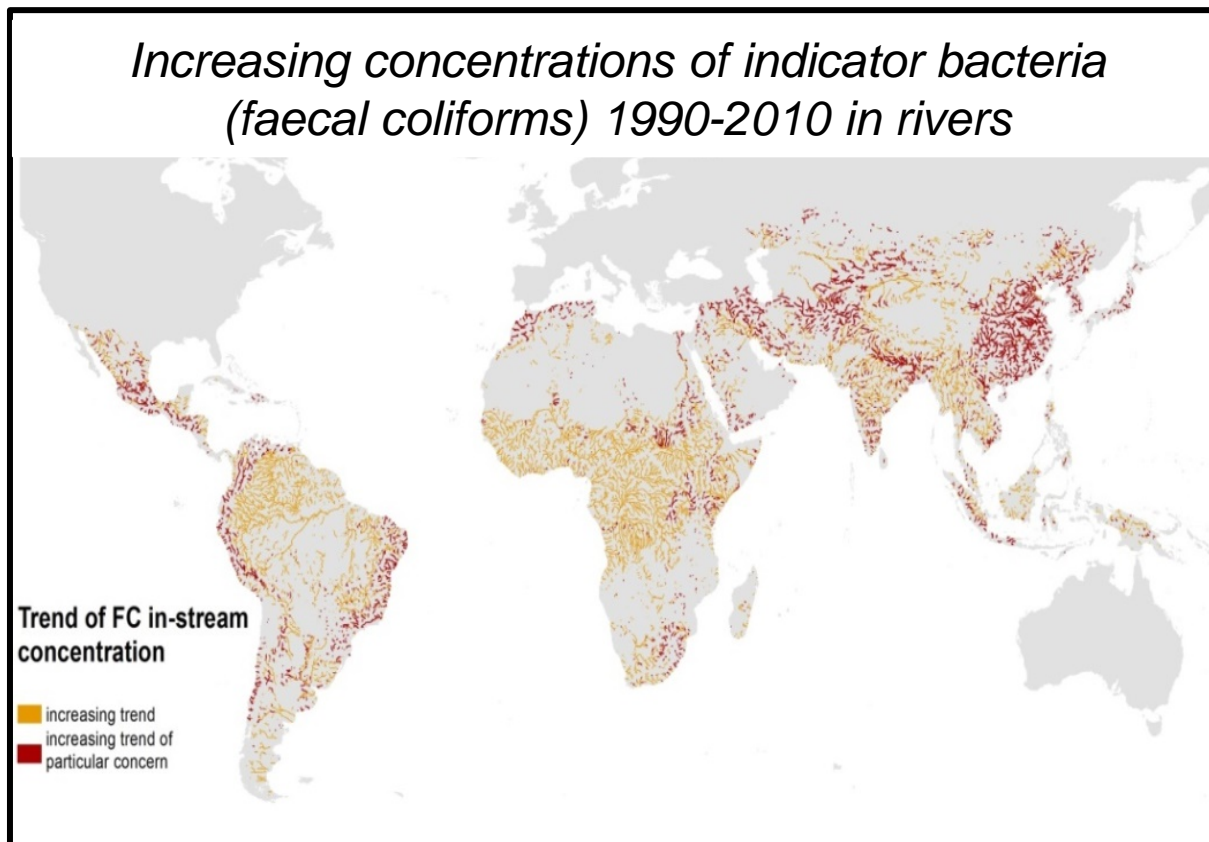 Increasing concentrations of indicator bacteria
(faecal coliforms) 1990-2010 in rivers
Trend of FC in-stream
concentration
increasing trend
increasing trend of
particular concern